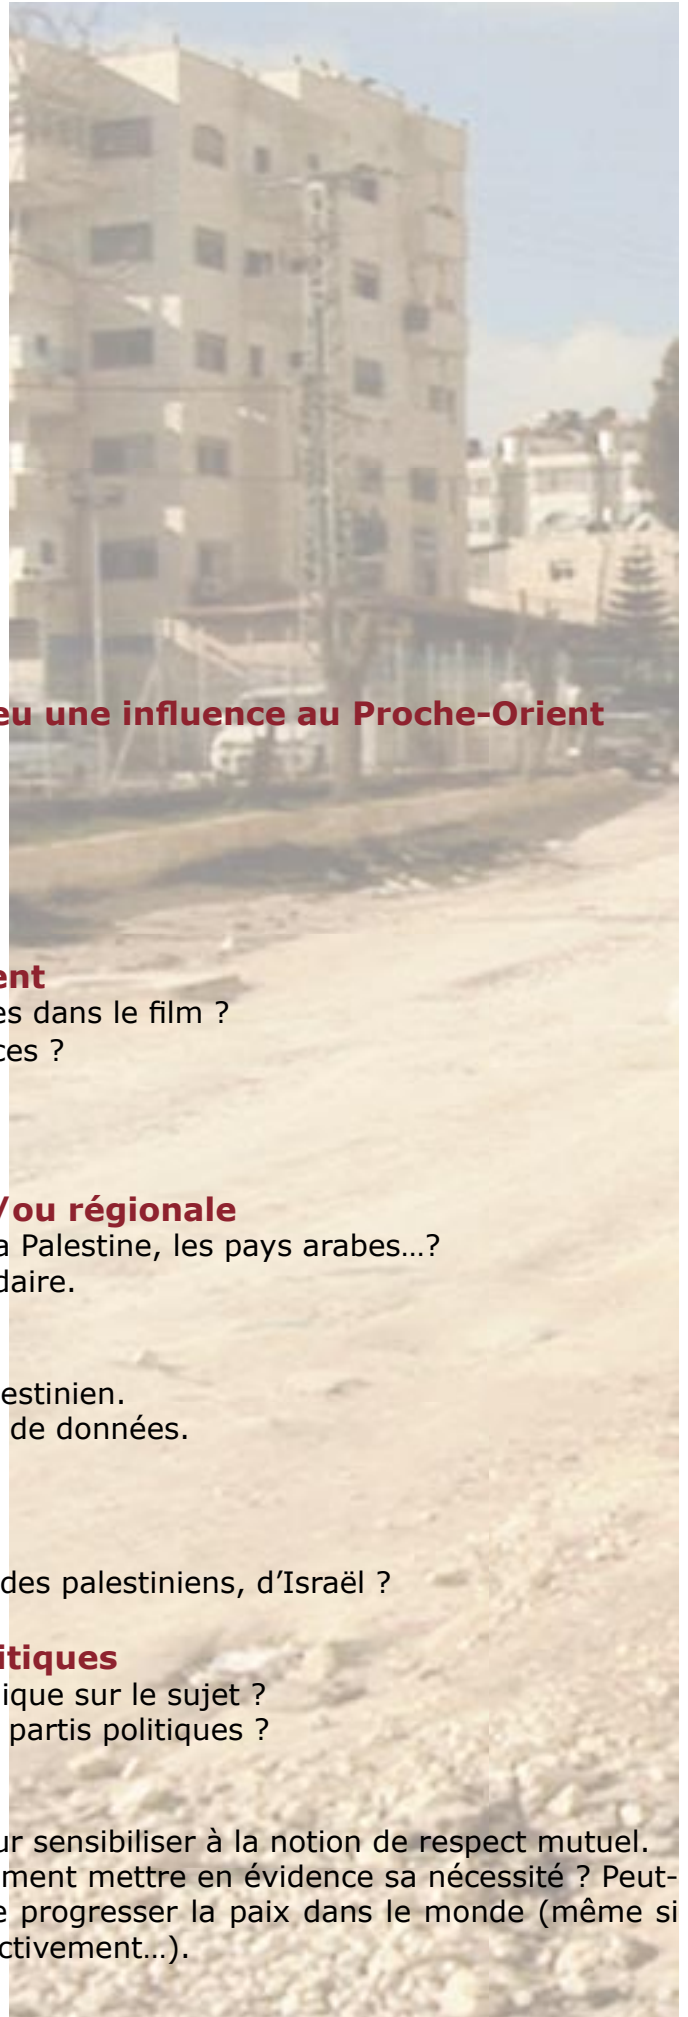 eu une influence au Proche-Orient
ent
es dans le film ?
ces ?
/ou régionale
a Palestine, les pays arabes…?
daire.
estinien.
de données.
des palestiniens, d’Israël ?
itiques
ique sur le sujet ?
partis politiques ?
ur sensibiliser à la notion de respect mutuel.
ment mettre en évidence sa nécessité ? Peut-
e progresser la paix dans le monde (même si
ctivement…).